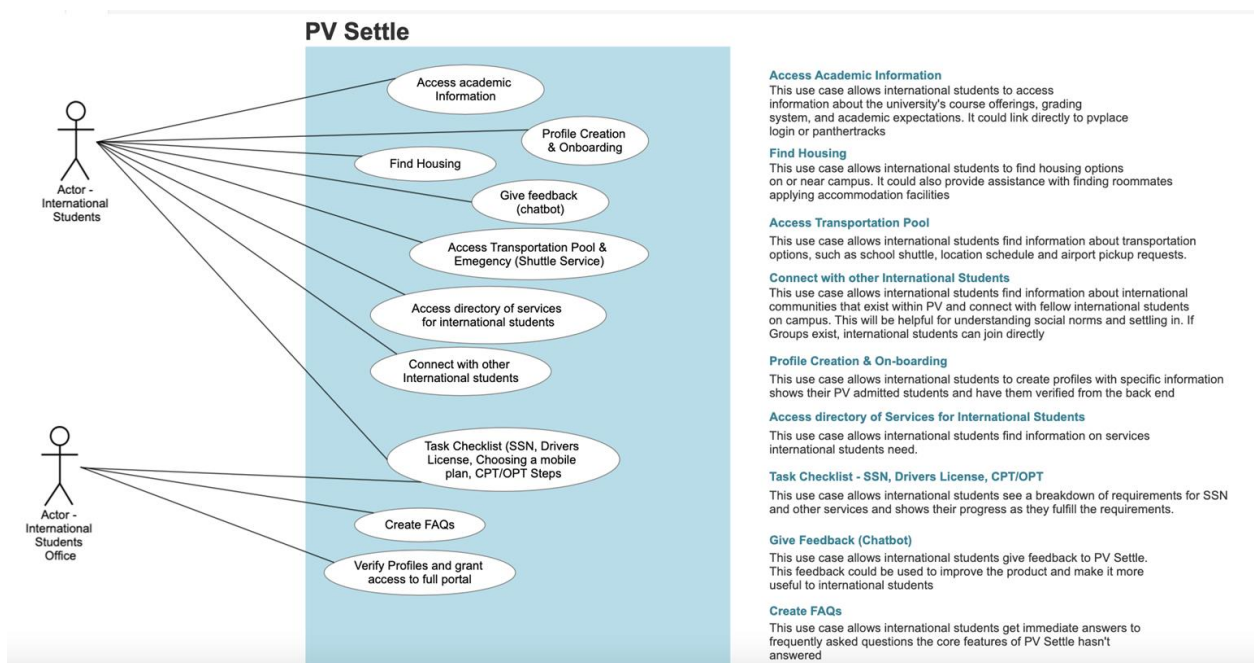 PV Settle
Access academic
Information
Profile Creation
& Onboarding
Find Housing
Give feedback
(chatbot)
Access Transportation Pool &
Emegency (Shuttle Service)
Access directory of services
for international students
Connect with other
International students
Task Checklist (SSN, Drivers
License, Choosing a mobile
plan, CPT/OPT Steps
Create FAQs
Verify Profiles and grant
access to full portal
Actor -
International
Students
Actor -
International
Students
Office
Access Academic Information
This use case allows international students to access
information about the university's course offerings, grading
system, and academic expectations. It could link directly to pvplace
login or panthertracks
Find Housing
This use case allows international students to find housing options
on or near campus. It could also provide assistance with finding roommates
applying accommodation facilities
Access Transportation Pool
This use case allows international students find information about transportation
options, such as school shuttle, location schedule and airport pickup requests.
Connect with other International Students
This use case allows international students find information about international
communities that exist within PV and connect with fellow international students
on campus. This will be helpful for understanding social norms and settling in. If
Groups exist, international students can join directly
Profile Creation & On-boarding
This use case allows international students to create profiles with specific information
shows their PV admitted students and have them verified from the back end
Access directory of Services for International Students
This use case allows international students find information on services
international students need.
Task Checklist - SSN, Drivers License, CPT/OPT
This use case allows international students see a breakdown of requirements for SSN
and other services and shows their progress as they fulfill the requirements.
Give Feedback (Chatbot)
This use case allows international students give feedback to PV Settle.
This feedback could be used to improve the product and make it more
useful to international students
Create FAQs
This use case allows international students get immediate answers to
frequently asked questions the core features of PV Settle hasn't
answered